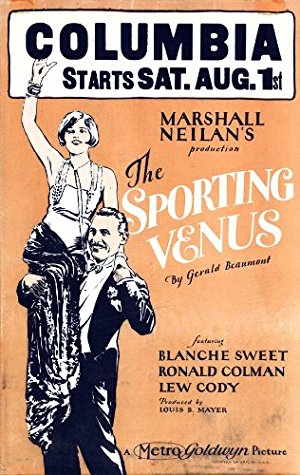 COLUMBIA
STARTS SAT. AUG. 1st
MARSHALL
NEILAN'S
production
The
SPORTING
VENUS
By Gerald Beaumont
featuring
BLANCHE SWEET
RONALD COLMAN
LEW CODY
Produced by
LOUIS B. MAYER
A Metro Goldwyn Picture